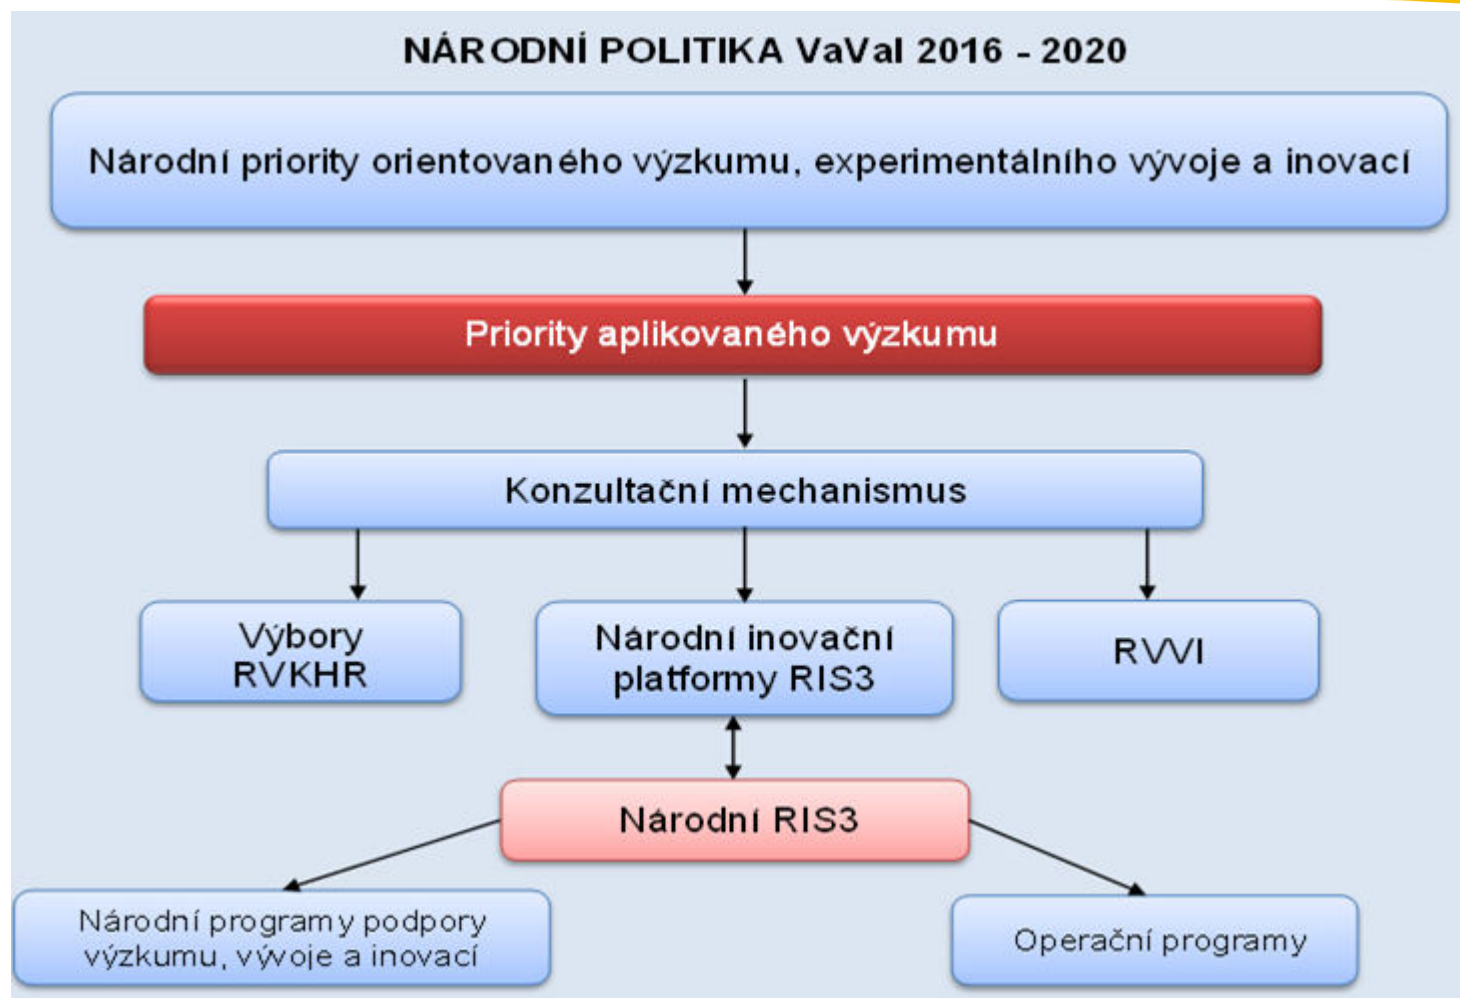 NÁRODNÍ POLITIKA VaVaI 2016 - 2020
Národní priority orientovaného výzkumu, experimentálního vývoje a inovací
Priority aplikovaného výzkumu
Konzultační mechanismus
Výbory
RVKHR
Národní inovační
platformy RIS3
RVVI
Národní RIS3
Národní programy podpory
výzkumu, vývoje a inovací
Operační programy